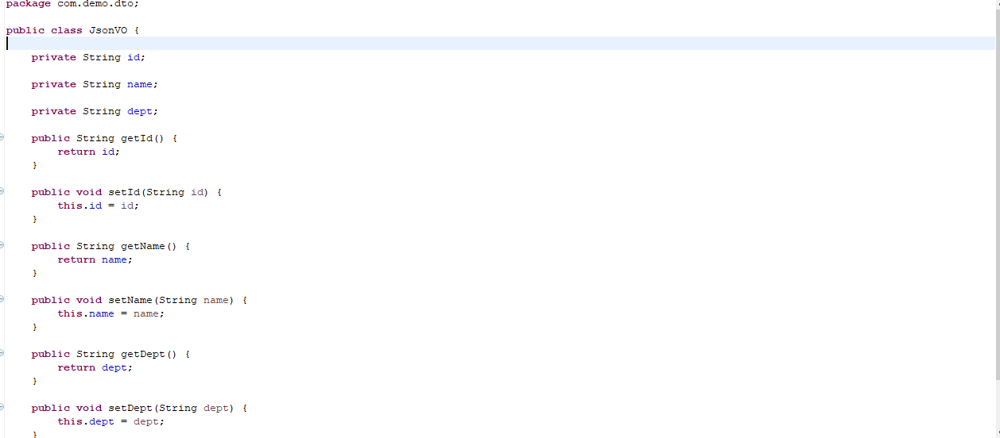 package com.demo.dto;
public class JsonVO {
private String id;
private String name;
private String dept;
public String getId() {
return id;
}
public void setId(String id) {
this.id = id;
}
public String getName() {
return name;
}
public void setName(String name) {
this.name = name;
}
public String getDept() {
return dept;
}
public void setDept(String dept) {
this.dept = dept;
}